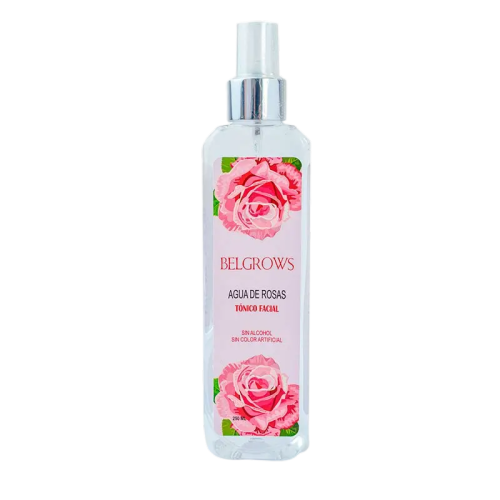 BELGROWS
AGUA DE ROSAS
TÓNICO FACIAL
SIN ALCOHOL
SIN COLOR ARTIFICIAL